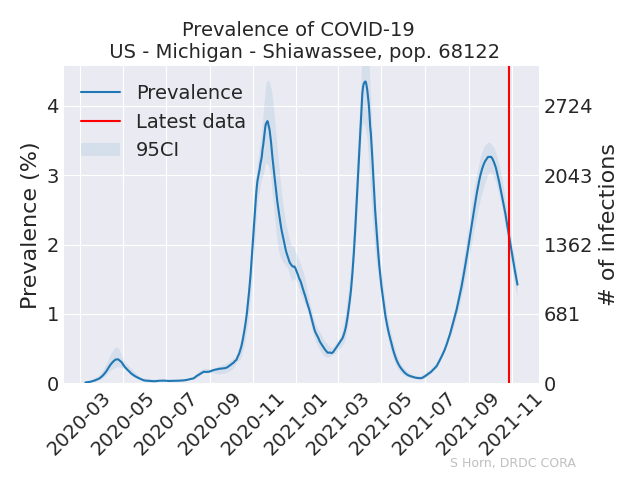 Prevalence of COVID-19
US - Michigan - Shiawassee, pop. 68122
Prevalence
Latest data
95CI
Prevalence (%)
4
3
2
1
0
2724
2043
1362
681
0
# of infections
2020-03
2020-05
2020-07
2020-09
2020-11
2021-01
2021-03
2021-05
2021-07
2021-09
2021-11
S Horn, DRDC CORA